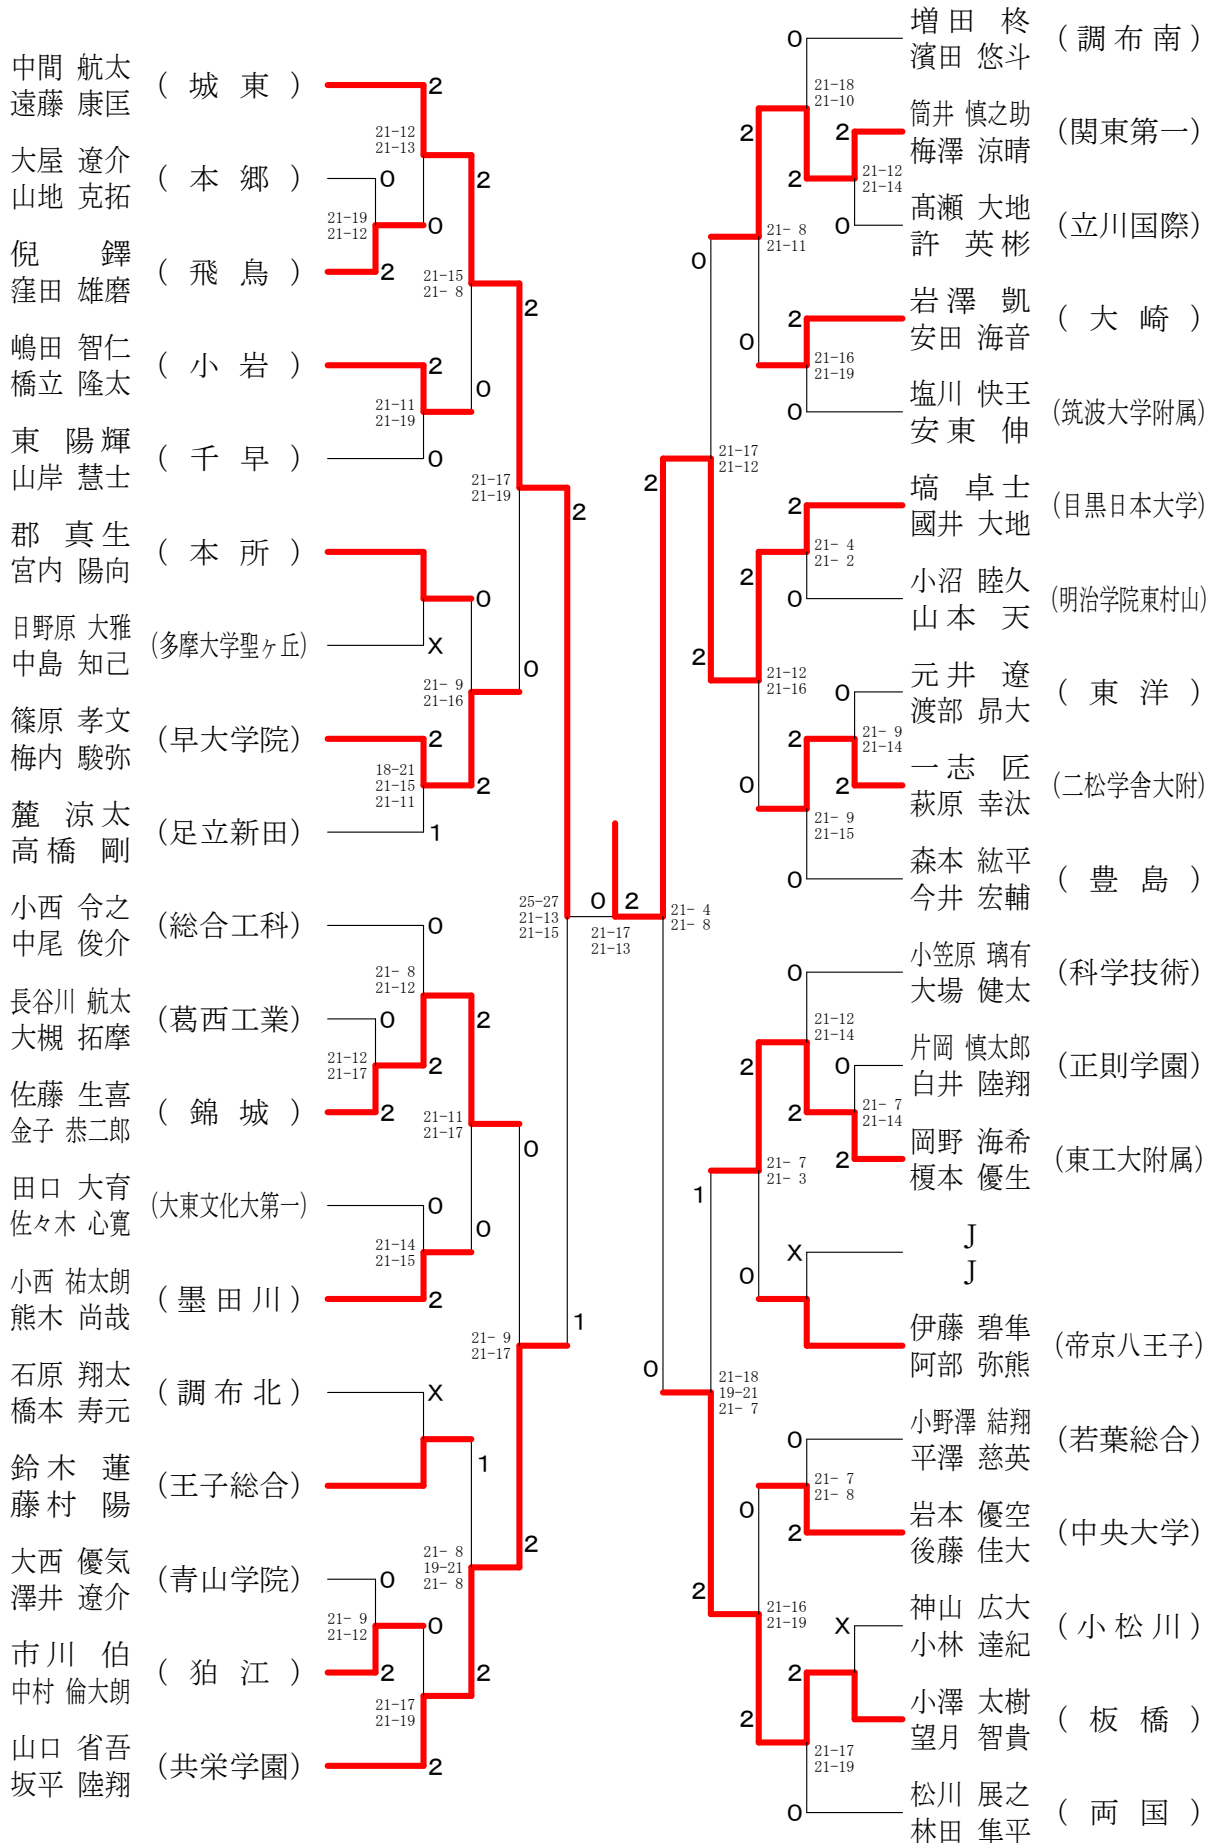 中間 航太
遠藤 康匡
( 城 東 )
2
21-12
21-13
大屋 遼介
山地 克拓
( 本 郷 )
0
2
21-19
21-12
0
倪 鐸
窪田 雄磨
( 飛 鳥 )
2
21-15
21- 8
2
嶋田 智仁
橋立 隆太
( 小 岩 )
2
0
21-11
21-19
東 陽輝
山岸 慧士
( 千 早 )
0
21-17
21-19
2
郡 真生
宮内 陽向
( 本 所 )
0
日野原 大雅
中島 知己
(多摩大学聖ヶ丘)
X
0
21- 9
21-16
篠原 孝文
梅内 駿弥
(早大学院)
2
18-21
21-15
21-11
2
麓 涼太
高橋 剛
(足立新田)
1
小西 令之
中尾 俊介
(総合工科)
0
25-27
21-13
21-15
0
2
21-17
21-13
21- 8
21-12
長谷川 航太
大槻 拓摩
(葛西工業)
0
2
21-12
21-17
2
佐藤 生喜
金子 恭二郎
( 錦 城 )
2
21-11
21-17
0
田口 大育
佐々木 心寛
(大東文化大第一)
0
0
21-14
21-15
小西 祐太朗
熊木 尚哉
( 墨 田 川 )
2
21- 9
21-17
1
石原 翔太
橋本 寿元
( 調 布 北 )
X
1
鈴木 蓮
藤村 陽
(王子総合)
21- 8
19-21
21- 8
2
大西 優気
澤井 遼介
(青山学院)
0
21- 9
21-12
0
市川 伯
中村 倫大朗
( 狛 江 )
2
2
21-17
21-19
山口 省吾
坂平 陸翔
(共栄学園)
2
増田 柊
濱田 悠斗
( 調 布 南 )
0
21-18
21-10
2
筒井 慎之助
梅澤 涼晴
(関東第一)
2
21-12
21-14
2
髙瀬 大地
許 英彬
(立川国際)
0
21- 8
21-11
0
岩澤 凱
安田 海音
( 大 崎 )
2
0
21-16
21-19
塩川 快王
安東 伸
(筑波大学附属)
0
21-17
21-12
2
塙 卓士
國井 大地
(目黒日本大学)
2
21- 4
21- 2
2
小沼 睦久
山本 天
(明治学院東村山)
0
2
21-12
21-16
元井 遼
渡部 昴大
( 東 洋 )
0
21- 9
21-14
2
一志 匠
萩原 幸汰
(二松学舎大附)
2
0
21- 9
21-15
森本 紘平
今井 宏輔
( 豊 島 )
0
21- 4
21- 8
小笠原 璃有
大場 健太
(科学技術)
0
21-12
21-14
2
片岡 慎太郎
白井 陸翔
(正則学園)
0
21- 7
21-14
2
岡野 海希
榎本 優生
(東工大附属)
2
21- 7
21- 3
1
J
J
X
0
伊藤 碧隼
阿部 弥熊
(帝京八王子)
0
21-18
19-21
21- 7
小野澤 結翔
平澤 慈英
(若葉総合)
0
21- 7
21- 8
0
岩本 優空
後藤 佳大
(中央大学)
2
2
21-16
21-19
神山 広大
小林 達紀
( 小 松 川 )
X
2
小澤 太樹
望月 智貴
( 板 橋 )
2
21-17
21-19
松川 展之
林田 隼平
( 両 国 )
0